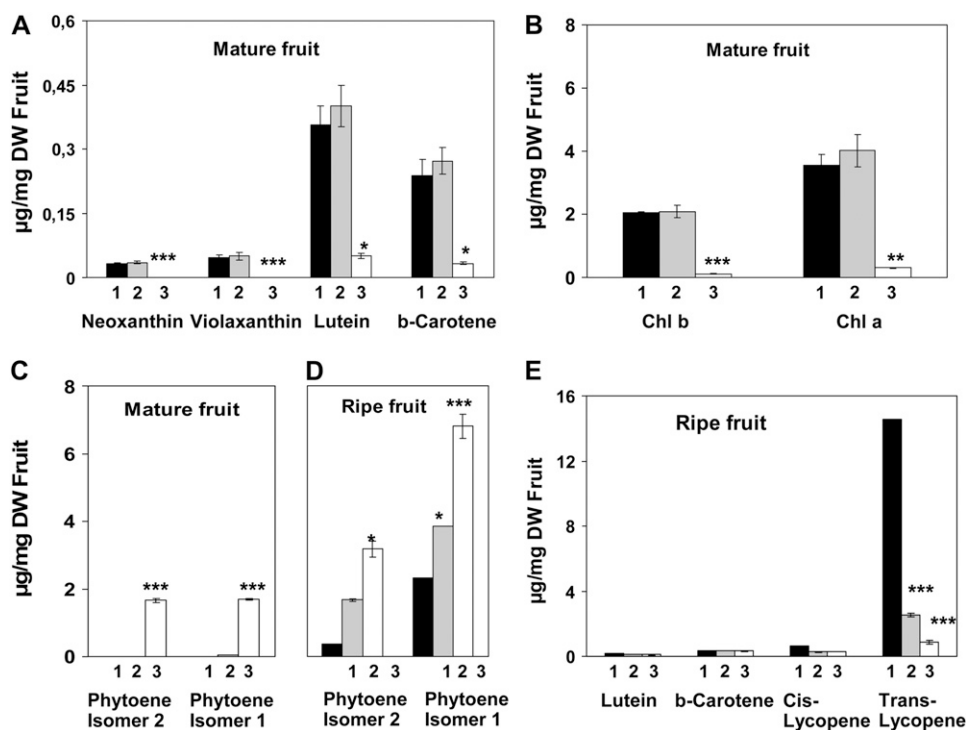 A
B
0,6
0,45
0,3
0,15
0
µg/mg DW Fruit
Mature fruit
***
***
*
*
1 2 3 1 2 3 1 2 3 1 2 3
Neoxanthin Violaxanthin Lutein b-Carotene
8
6
4
2
0
µg/mg DW Fruit
Mature fruit
***
**
1 2 3 1 2 3
Chl b Chl a
C
D
E
8
6
4
2
0
µg/mg DW Fruit
Mature fruit
***
***
1 2 3 1 2 3
Phytoene Phytoene
Isomer 2 Isomer 1
Ripe fruit
***
*
*
1 2 3 1 2 3
Phytoene Phytoene
Isomer 2 Isomer 1
16
12
8
4
0
µg/mg DW Fruit
Ripe fruit
***
***
1 2 3 1 2 3 1 2 3 1 2 3
Lutein b-Carotene Cis- Trans-
Lycopene Lycopene